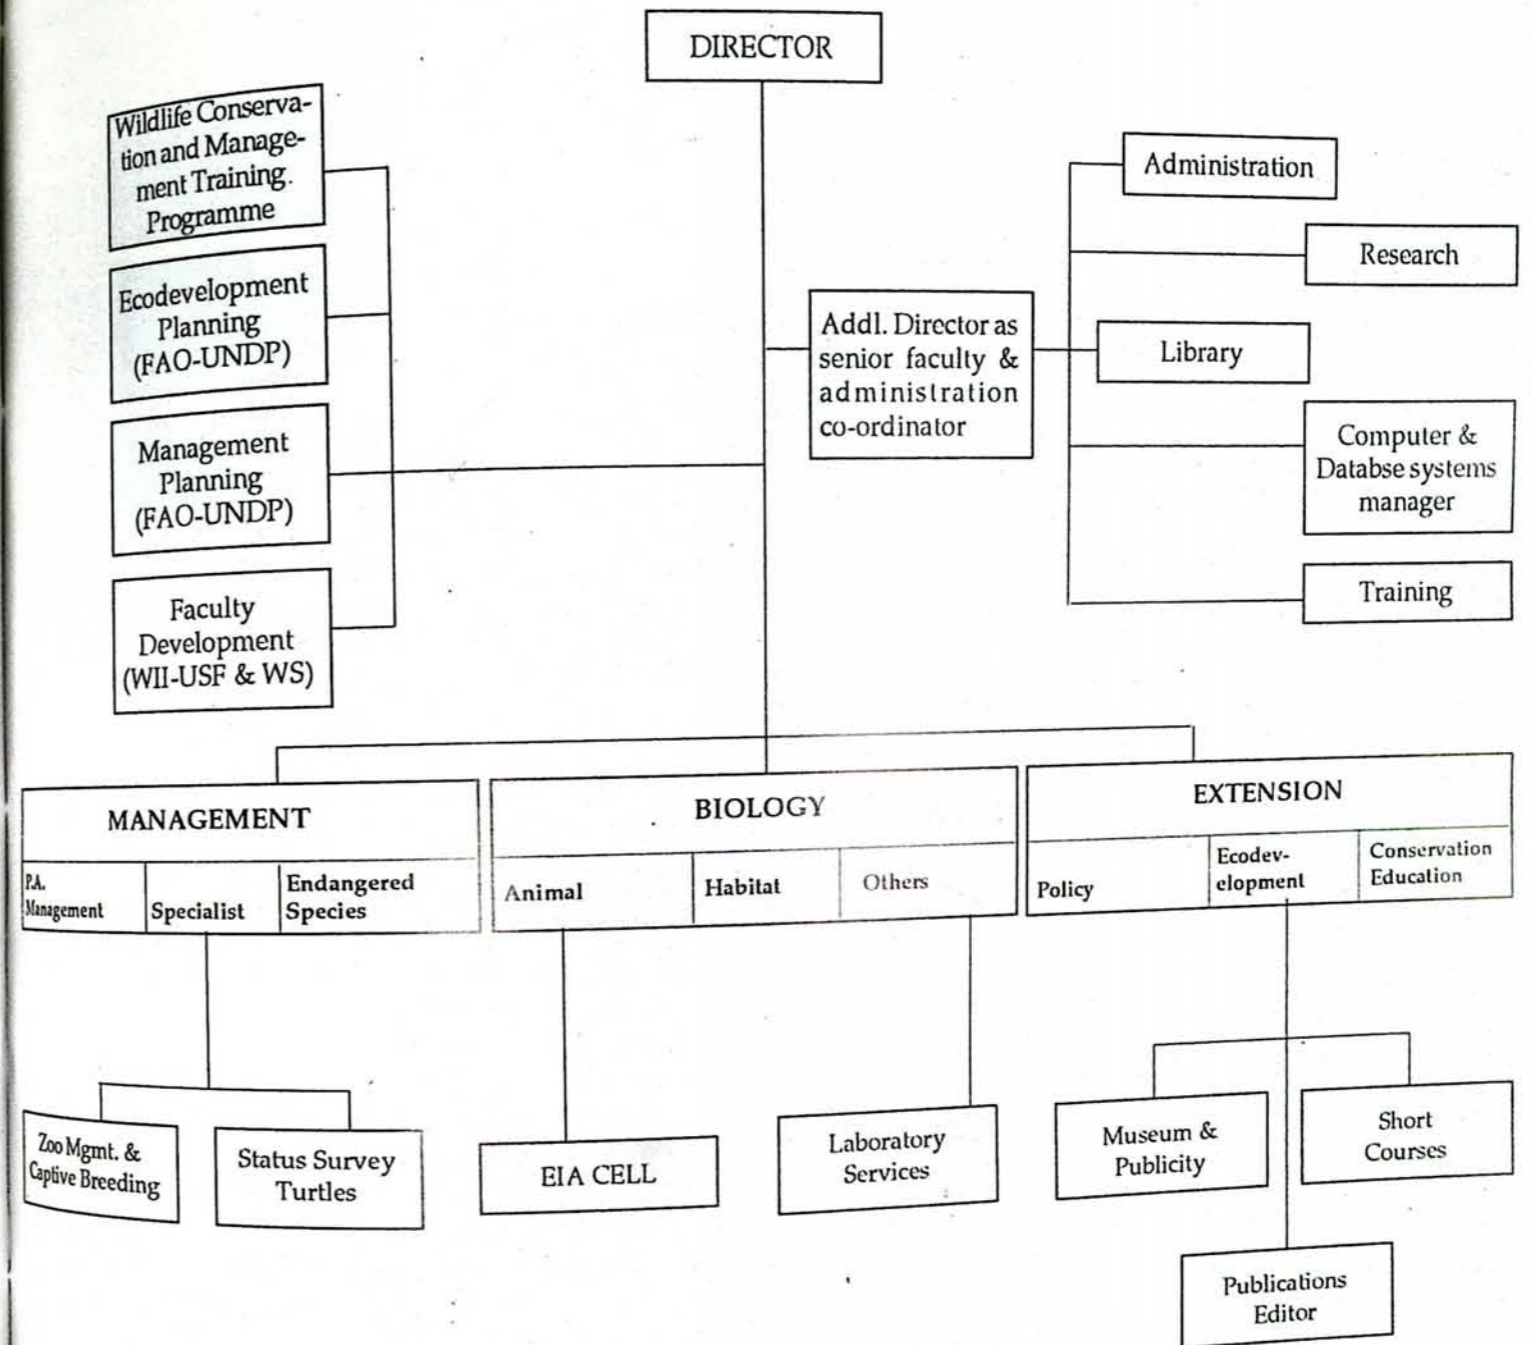 DIRECTOR
Wildlife Conserva-
tion and Manage-
ment Training.
Programme
Ecodevelopment
Planning
(FAO-UNDP)
Management
Planning
(FAO-UNDP)
Faculty
Development
(WII-USF & WS)
Addl. Director as
senior faculty &
administration
co-ordinator
Administration
Research
Library
Computer &
Databse systems
manager
Training
MANAGEMENT
P.A.
Management
Specialist
Endangered
Species
BIOLOGY
Animal
Habitat
Others
EXTENSION
Policy
Ecodev-
elopment
Conservation
Education
Zoo Mgmt. &
Captive Breeding
Status Survey
Turtles
EIA CELL
Laboratory
Services
Museum &
Publicity
Short
Courses
Publications
Editor